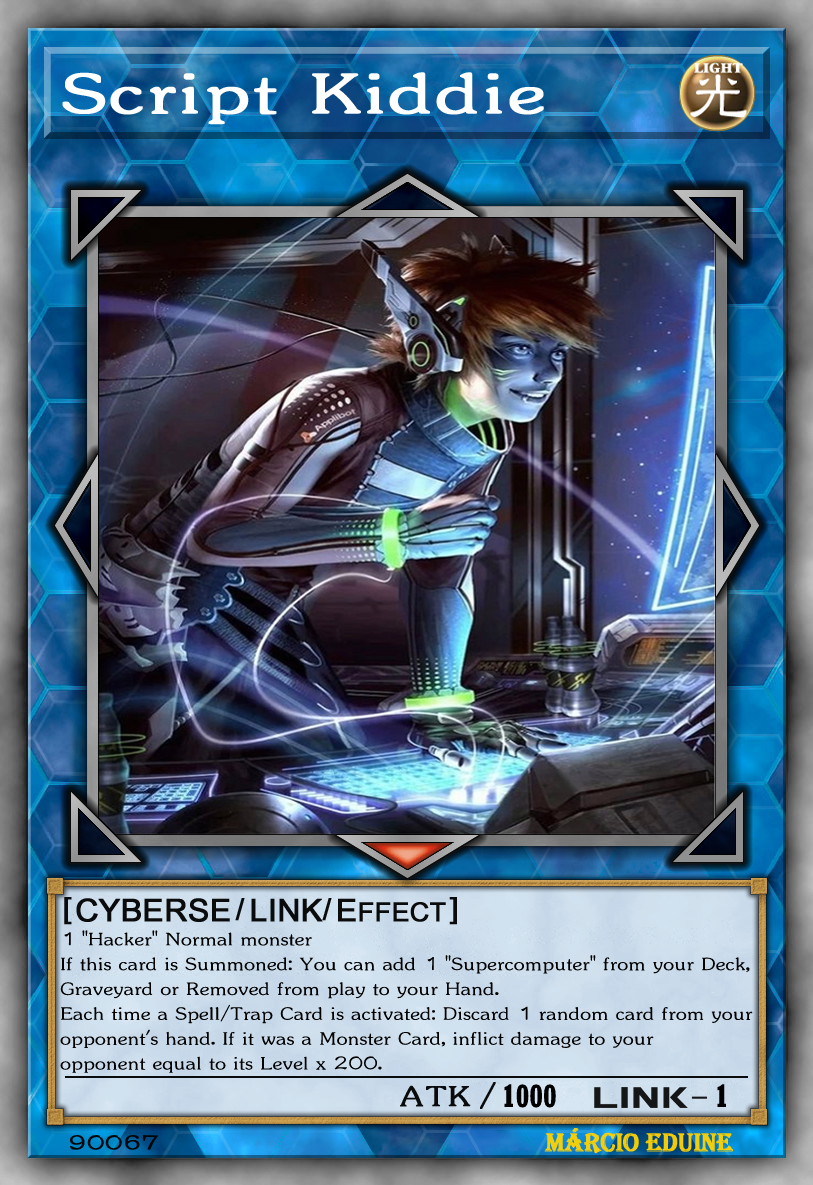 Script Kiddie
LIGHT
光
Applibot
[CYBERSE/LINK/EFFECT]
1 "Hacker" Normal monster
If this card is Summoned: You can add 1 "Supercomputer" from your Deck,
Graveyard or Removed from play to your Hand.
Each time a Spell/Trap Card is activated: Discard 1 random card from your
opponent's hand. If it was a Monster Card, inflict damage to your
opponent equal to its Level x 200.
ATK / 1000 LINK-1
90067 MÁRCIO EDUINE